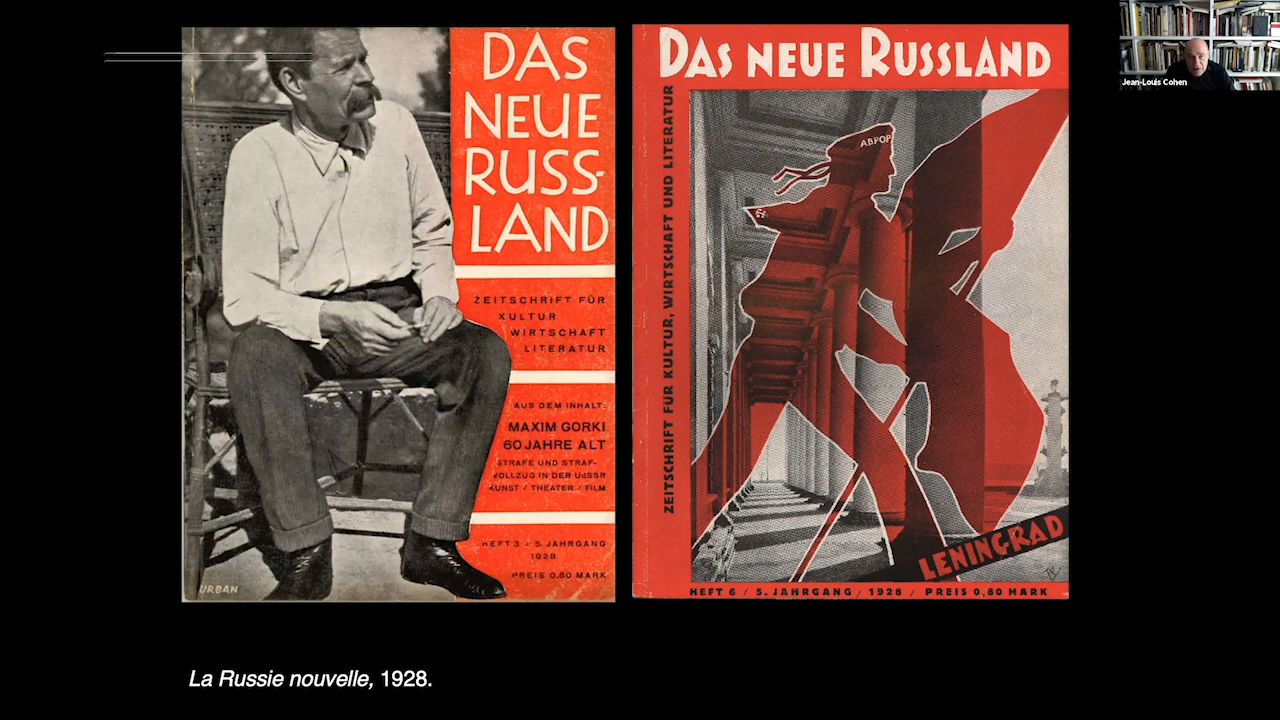 DAS
NEUE
RUSS-
LAND
ZEITSCHRIFT FÜR
KULTUR
WIRTSCHAFT
LITERATUR
AUS DEM INHALT:
MAXIM GORKI
60 JAHRE ALT
STRAFE UND STRAF-
VOLLZUG IN DER UdSSR
KUNST / THEATER / FILM
HEFT 3 / 5. JAHRGANG
1928
PREIS 0.80 MARK
URBAN
DAS NEUE RUSSLAND
ZEITSCHRIFT FÜR KULTUR, WIRTSCHAFT UND LITERATUR
АВРОР
LENINGRAD
HEFT 6 / 5. JAHRGANG / 1928 / PREIS 0,80 MARK
Jean-Louis Cohen
La Russie nouvelle, 1928.